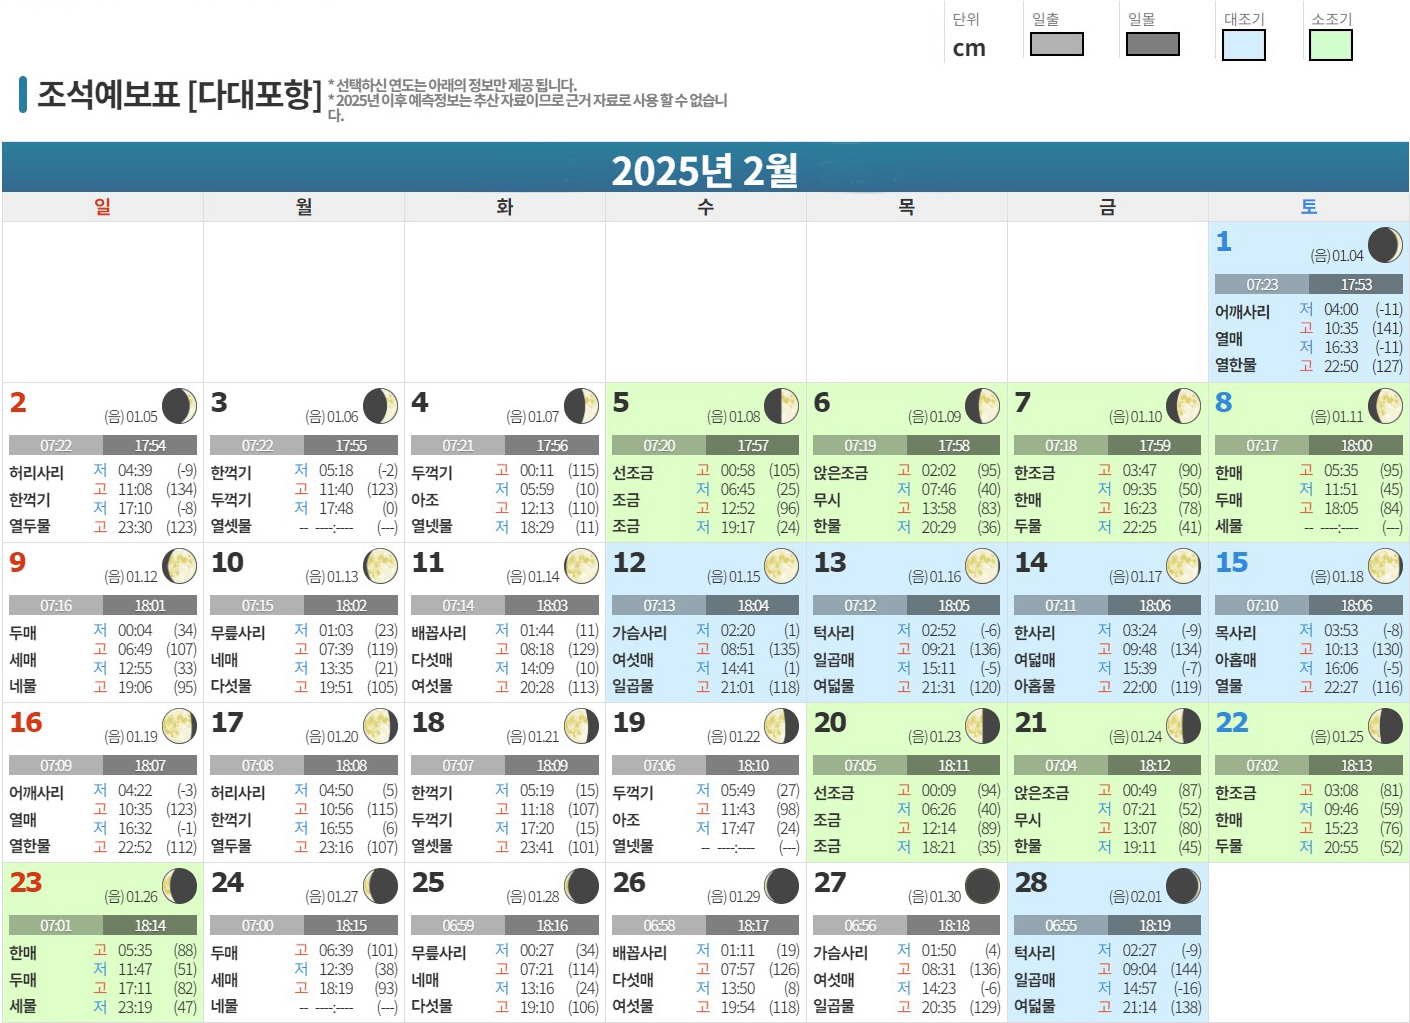 단위 일출 일몰 대조기 소조기
cm
조석예보표 [다대포항]
* 선택하신 연도는 아래의 정보만 제공 됩니다.
* 2025년 이후 예측정보는 추산 자료이므로 근거 자료로 사용 할 수 없습니
다.
2025년 2월
일 월 화 수 목 금 토
1 (음) 01.04
07:23 17:53
어깨사리 저 04:00 (-11)
고 10:35 (141)
열매 저 16:33 (-11)
열한물 고 22:50 (127)
2 (음) 01.05
07:22 17:54
허리사리 저 04:39 (-9)
고 11:08 (134)
한꺽기 저 17:10 (-8)
열두물 고 23:30 (123)
3 (음) 01.06
07:22 17:55
한꺽기 저 05:18 (-2)
고 11:40 (123)
두꺽기 저 17:48 (0)
열셋물 -- ----:---- (---)
4 (음) 01.07
07:21 17:56
두꺽기 고 00:11 (115)
저 05:59 (10)
아조 고 12:13 (110)
열넷물 저 18:29 (11)
5 (음) 01.08
07:20 17:57
선조금 고 00:58 (105)
저 06:45 (25)
조금 고 12:52 (96)
조금 저 19:17 (24)
6 (음) 01.09
07:19 17:58
앉은조금 고 02:02 (95)
저 07:46 (40)
무시 고 13:58 (83)
한물 저 20:29 (36)
7 (음) 01.10
07:18 17:59
한조금 고 03:47 (90)
저 09:35 (50)
한매 고 16:23 (78)
두물 저 22:25 (41)
8 (음) 01.11
07:17 18:00
한매 고 05:35 (95)
저 11:51 (45)
두매 고 18:05 (84)
세물 -- ----:---- (---)
9 (음) 01.12
07:16 18:01
두매 저 00:04 (34)
고 06:49 (107)
세매 저 12:55 (33)
네물 고 19:06 (95)
10 (음) 01.13
07:15 18:02
무릎사리 저 01:03 (23)
고 07:39 (119)
네매 저 13:35 (21)
다섯물 고 19:51 (105)
11 (음) 01.14
07:14 18:03
배꼽사리 저 01:44 (11)
고 08:18 (129)
다섯매 저 14:09 (10)
여섯물 고 20:28 (113)
12 (음) 01.15
07:13 18:04
가슴사리 저 02:20 (1)
고 08:51 (135)
여섯매 저 14:41 (1)
일곱물 고 21:01 (118)
13 (음) 01.16
07:12 18:05
턱사리 저 02:52 (-6)
고 09:21 (136)
일곱매 저 15:11 (-5)
여덟물 고 21:31 (120)
14 (음) 01.17
07:11 18:06
한사리 저 03:24 (-9)
고 09:48 (134)
여덟매 저 15:39 (-7)
아홉물 고 22:00 (119)
15 (음) 01.18
07:10 18:06
목사리 저 03:53 (-8)
고 10:13 (130)
아홉매 저 16:06 (-5)
열물 고 22:27 (116)
16 (음) 01.19
07:09 18:07
어깨사리 저 04:22 (-3)
고 10:35 (123)
열매 저 16:32 (-1)
열한물 고 22:52 (112)
17 (음) 01.20
07:08 18:08
허리사리 저 04:50 (5)
고 10:56 (115)
한꺽기 저 16:55 (6)
열두물 고 23:16 (107)
18 (음) 01.21
07:07 18:09
한꺽기 저 05:19 (15)
고 11:18 (107)
두꺽기 저 17:20 (15)
열셋물 고 23:41 (101)
19 (음) 01.22
07:06 18:10
두꺽기 저 05:49 (27)
고 11:43 (98)
아조 저 17:47 (24)
열넷물 -- ----:---- (---)
20 (음) 01.23
07:05 18:11
선조금 고 00:09 (94)
저 06:26 (40)
조금 고 12:14 (89)
조금 저 18:21 (35)
21 (음) 01.24
07:04 18:12
앉은조금 고 00:49 (87)
저 07:21 (52)
무시 고 13:07 (80)
한물 저 19:11 (45)
22 (음) 01.25
07:02 18:13
한조금 고 03:08 (81)
저 09:46 (59)
한매 고 15:23 (76)
두물 저 20:55 (52)
23 (음) 01.26
07:01 18:14
한매 고 05:35 (88)
저 11:47 (51)
두매 고 17:11 (82)
세물 저 23:19 (47)
24 (음) 01.27
07:00 18:15
두매 고 06:39 (101)
저 12:39 (38)
세매 고 18:19 (93)
네물 -- ----:---- (---)
25 (음) 01.28
06:59 18:16
무릎사리 저 00:27 (34)
고 07:21 (114)
네매 저 13:16 (24)
다섯물 고 19:10 (106)
26 (음) 01.29
06:58 18:17
배꼽사리 저 01:11 (19)
고 07:57 (126)
다섯매 저 13:50 (8)
여섯물 고 19:54 (118)
27 (음) 01.30
06:56 18:18
가슴사리 저 01:50 (4)
고 08:31 (136)
여섯매 저 14:23 (-6)
일곱물 고 20:35 (129)
28 (음) 02.01
06:55 18:19
턱사리 저 02:27 (-9)
고 09:04 (144)
일곱매 저 14:57 (-16)
여덟물 고 21:14 (138)